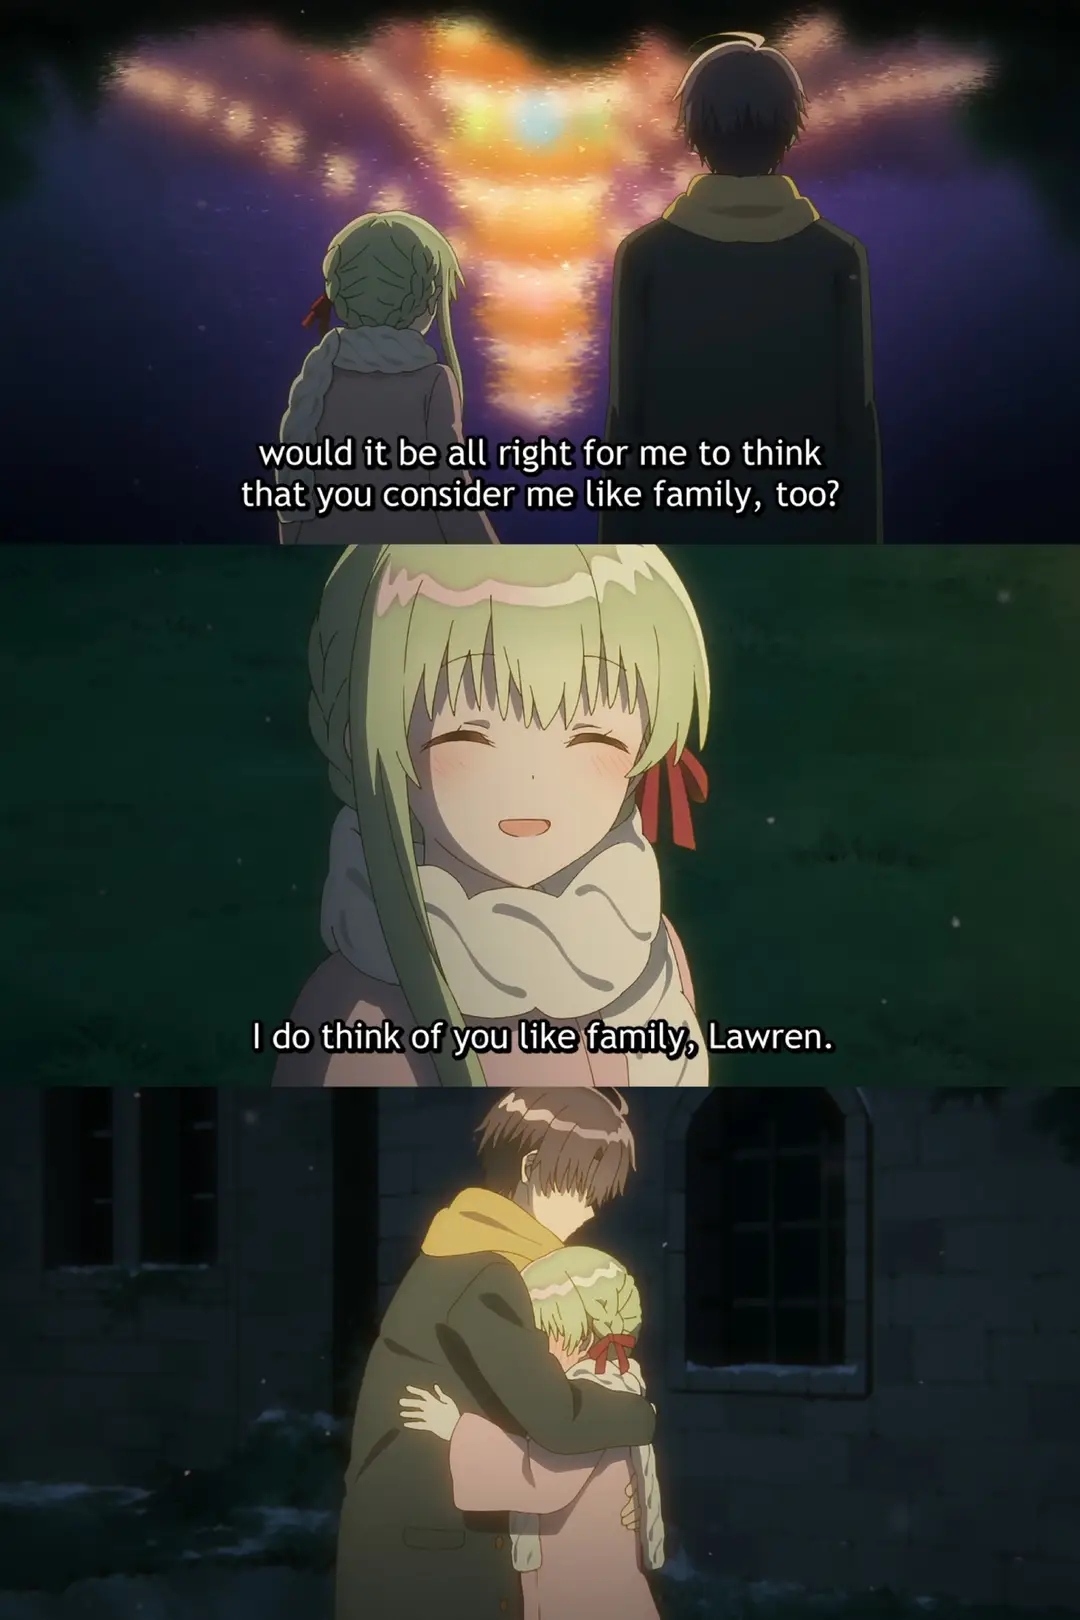 would it be all right for me to think
that you consider me like family, too?
I do think of you like family, Lawren.